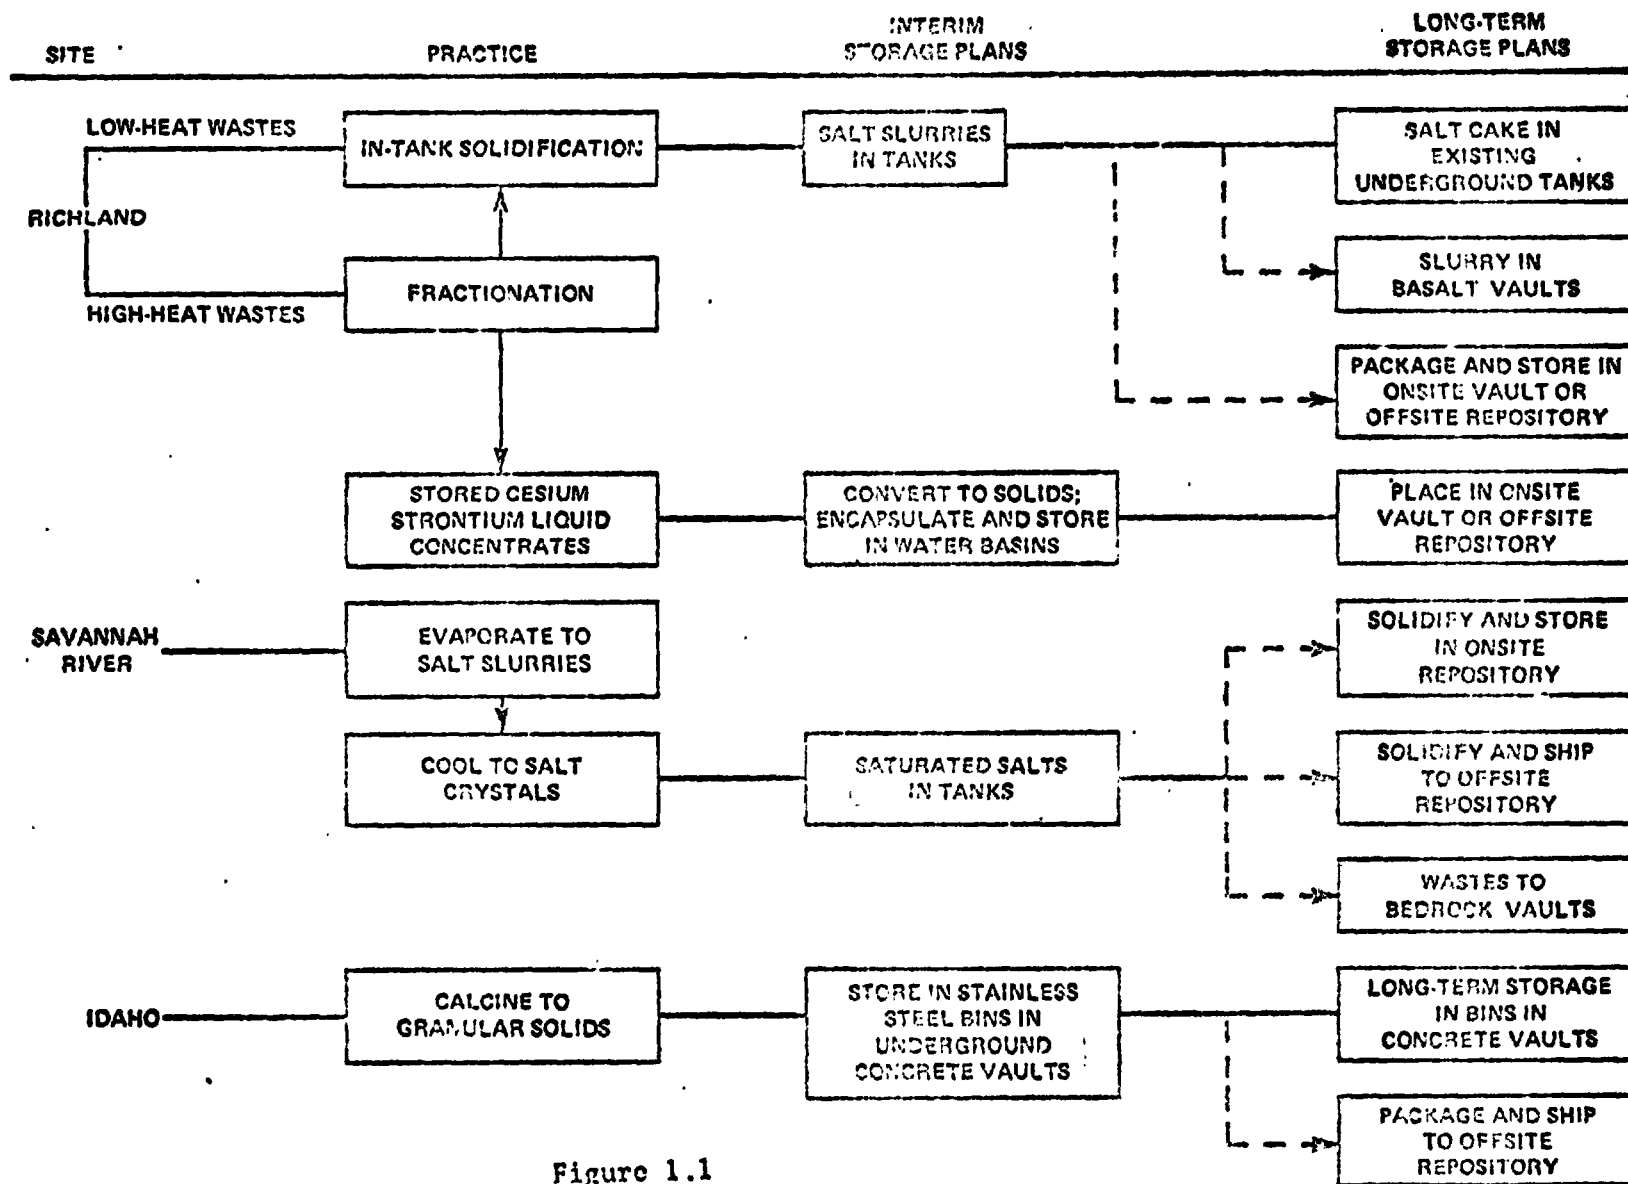 SITE
PRACTICE
INTERIM
STORAGE PLANS
LONG-TERM
STORAGE PLANS
LOW-HEAT WASTES
RICHLAND
HIGH-HEAT WASTES
IN-TANK SOLIDIFICATION
SALT SLURRIES
IN TANKS
SALT CAKE IN
EXISTING
UNDERGROUND TANKS
FRACTIONATION
SLURRY IN
BASALT VAULTS
PACKAGE AND STORE IN
ONSITE VAULT OR
OFFSITE REPOSITORY
STORED CESIUM
STRONTIUM LIQUID
CONCENTRATES
CONVERT TO SOLIDS;
ENCAPSULATE AND STORE
IN WATER BASINS
PLACE IN ONSITE
VAULT OR OFFSITE
REPOSITORY
SAVANNAH
RIVER
EVAPORATE TO
SALT SLURRIES
SOLIDIFY AND STORE
IN ONSITE
REPOSITORY
COOL TO SALT
CRYSTALS
SATURATED SALTS
IN TANKS
SOLIDIFY AND SHIP
TO OFFSITE
REPOSITORY
WASTES TO
BEDROCK VAULTS
IDAHO
CALCINE TO
GRANULAR SOLIDS
STORE IN STAINLESS
STEEL BINS IN
UNDERGROUND
CONCRETE VAULTS
LONG-TERM STORAGE
IN BINS IN
CONCRETE VAULTS
PACKAGE AND SHIP
TO OFFSITE
REPOSITORY
Figure 1.1